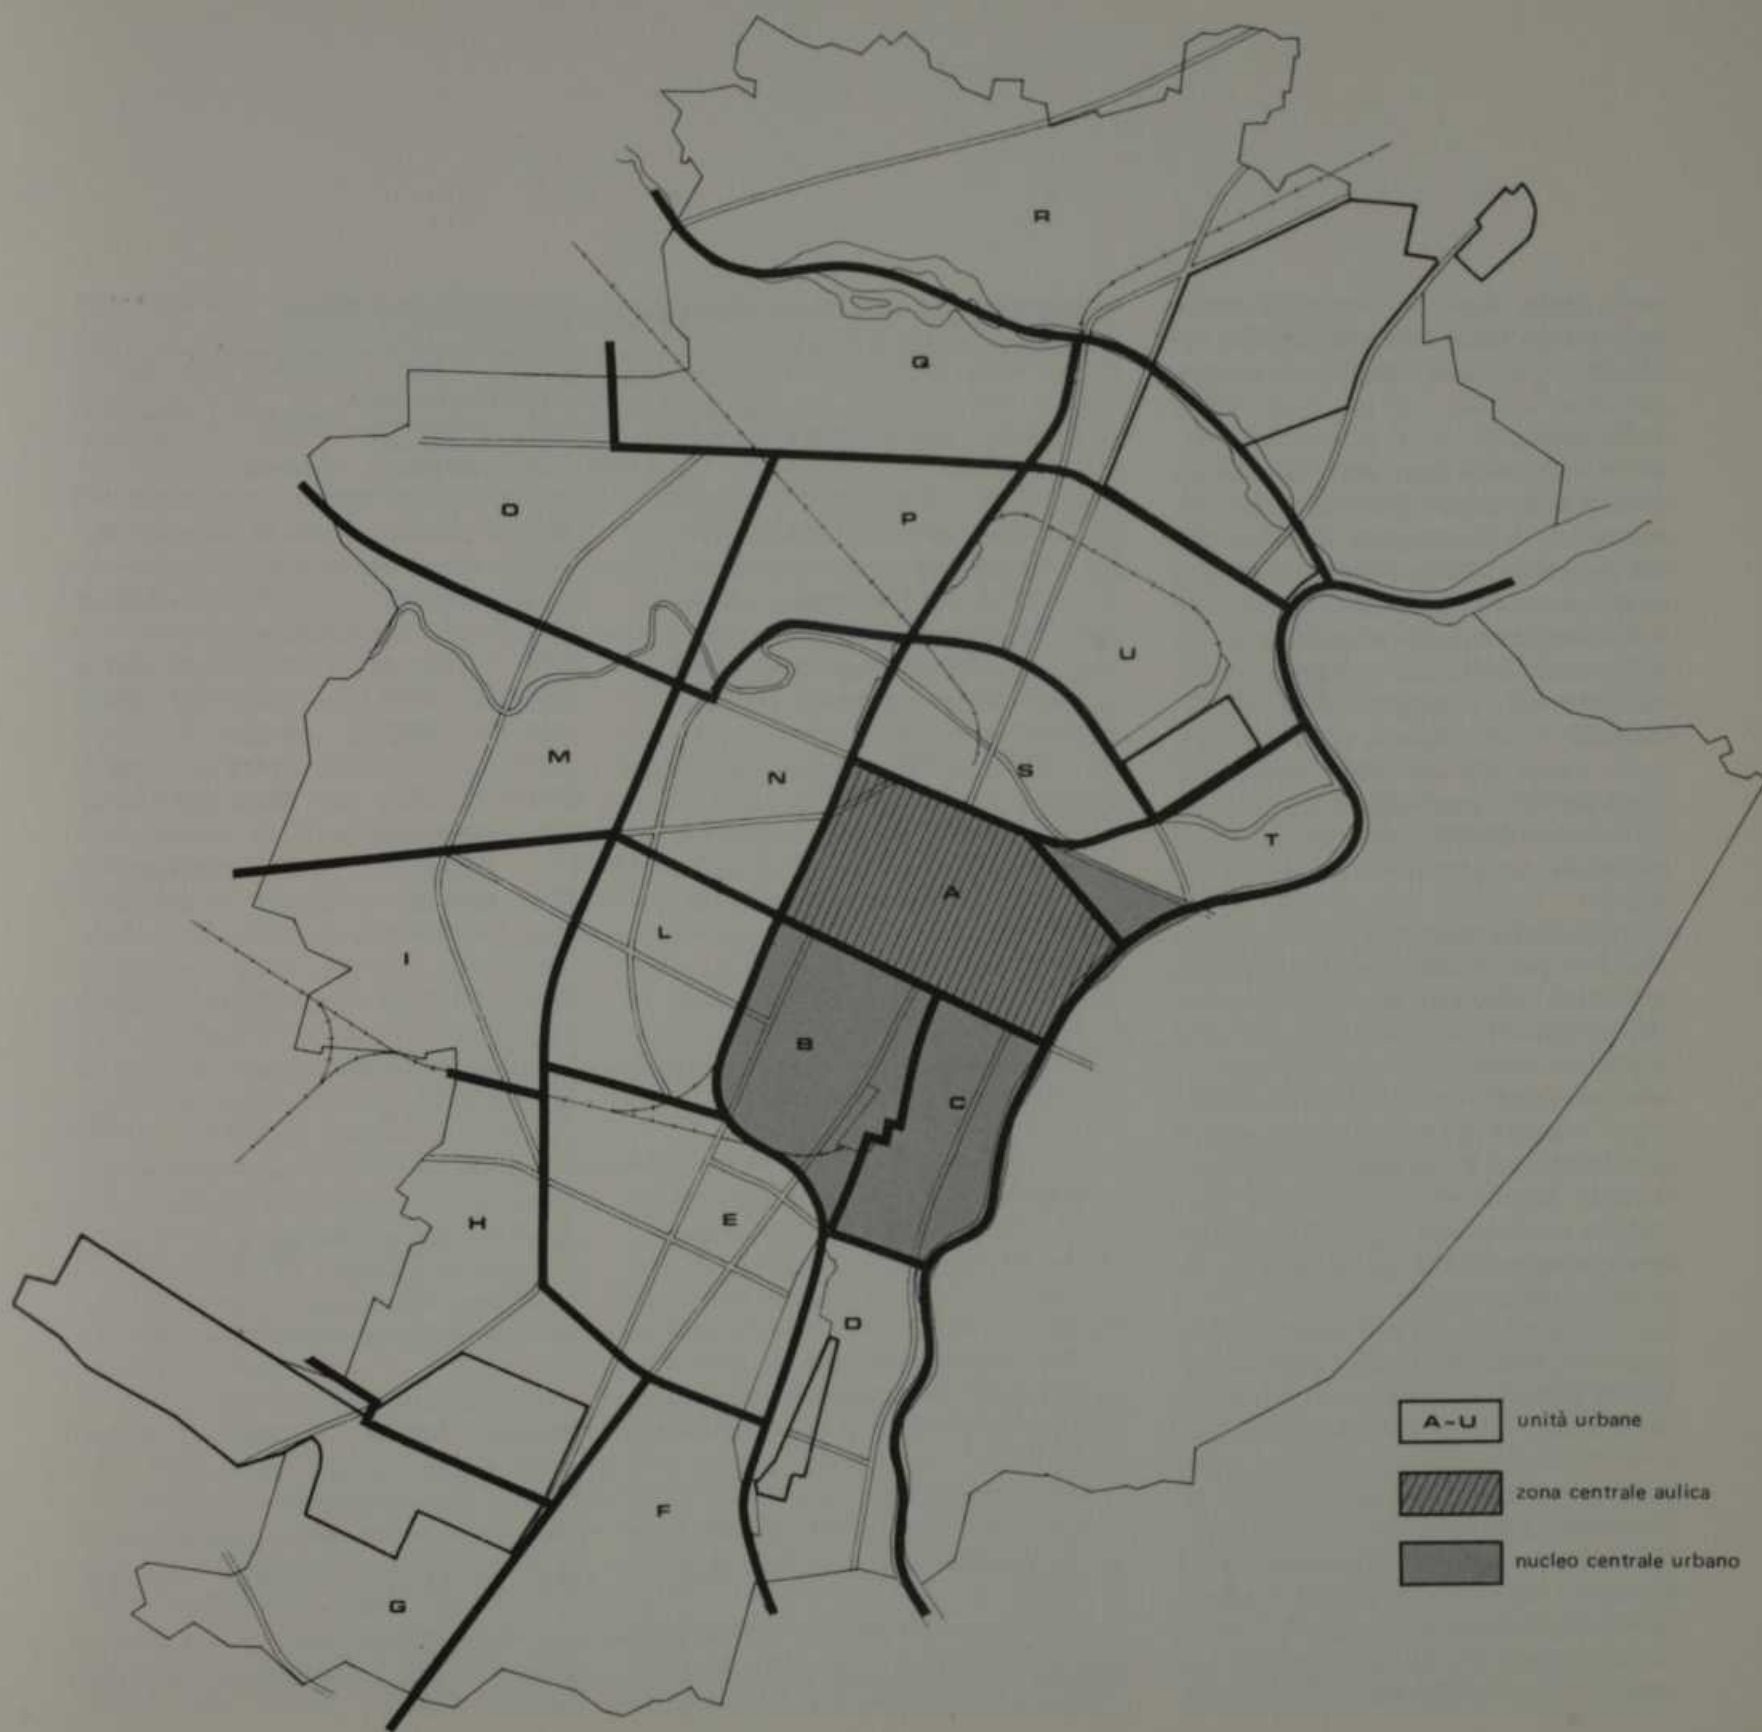 R
Q
O
P
U
M
N
S
T
A
L
I
B
C
H
E
D
F
G
A-U unità urbane
zona centrale aulica
nucleo centrale urbano